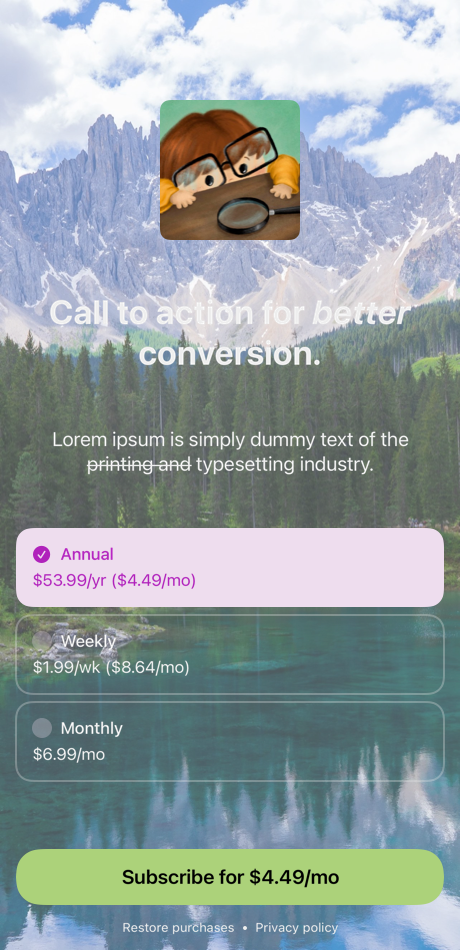 Call to action for better
conversion.
Lorem ipsum is simply dummy text of the
printing and typesetting industry.
Annual
$53.99/yr ($4.49/mo)
Weekly
$1.99/wk ($8.64/mo)
Monthly
$6.99/mo
Subscribe for $4.49/mo
Restore purchases • Privacy policy